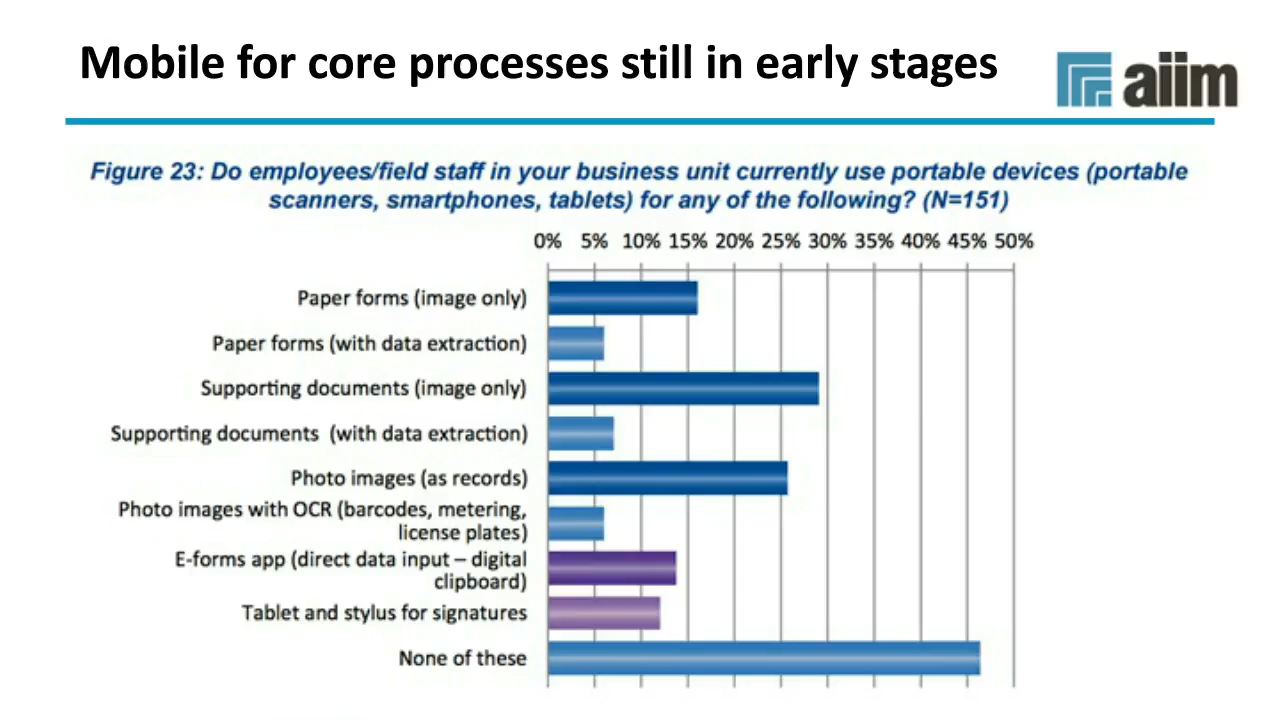 Mobile for core processes still in early stages
aiim
Figure 23: Do employees/field staff in your business unit currently use portable devices (portable
scanners, smartphones, tablets) for any of the following? (N=151)
0% 5% 10% 15% 20% 25% 30% 35% 40% 45% 50%
Paper forms (image only)
Paper forms (with data extraction)
Supporting documents (image only)
Supporting documents  (with data extraction)
Photo images (as records)
Photo images with OCR (barcodes, metering,
license plates)
E-forms app (direct data input – digital
clipboard)
Tablet and stylus for signatures
None of these